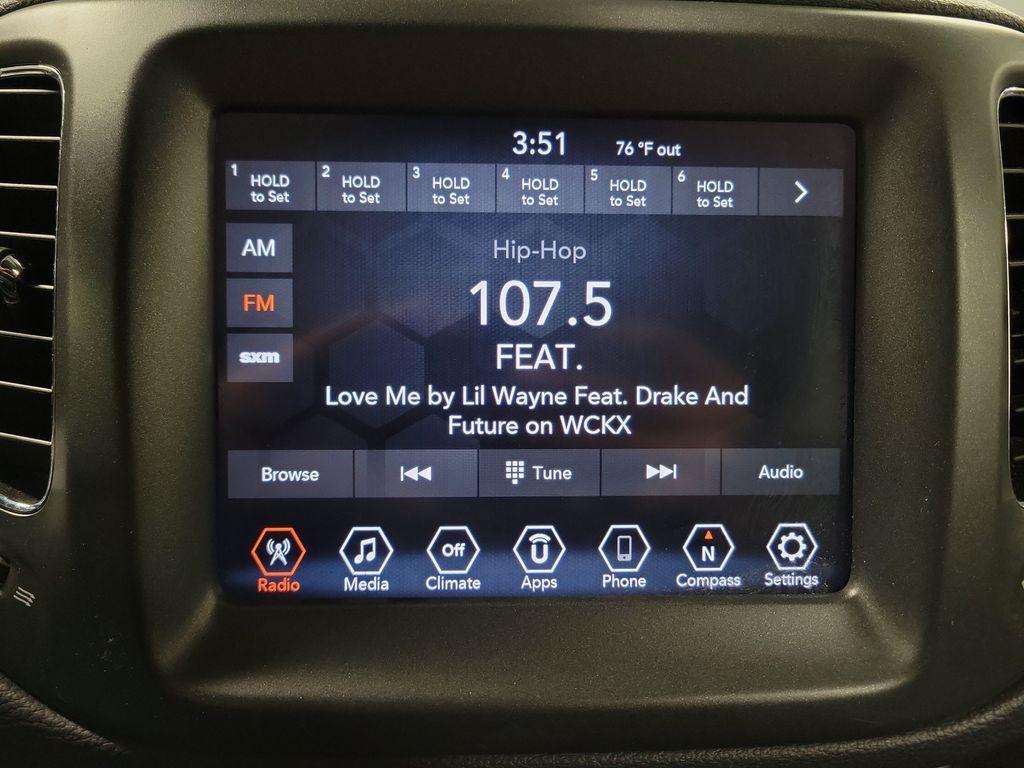 3:51 76 °F out
1 HOLD to Set
2 HOLD to Set
3 HOLD to Set
4 HOLD to Set
5 HOLD to Set
6 HOLD to Set
AM
FM
sxm
Hip-Hop
107.5
FEAT.
Love Me by Lil Wayne Feat. Drake And
Future on WCKX
Browse Tune Audio
Off U N
Radio Media Climate Apps Phone Compass Settings